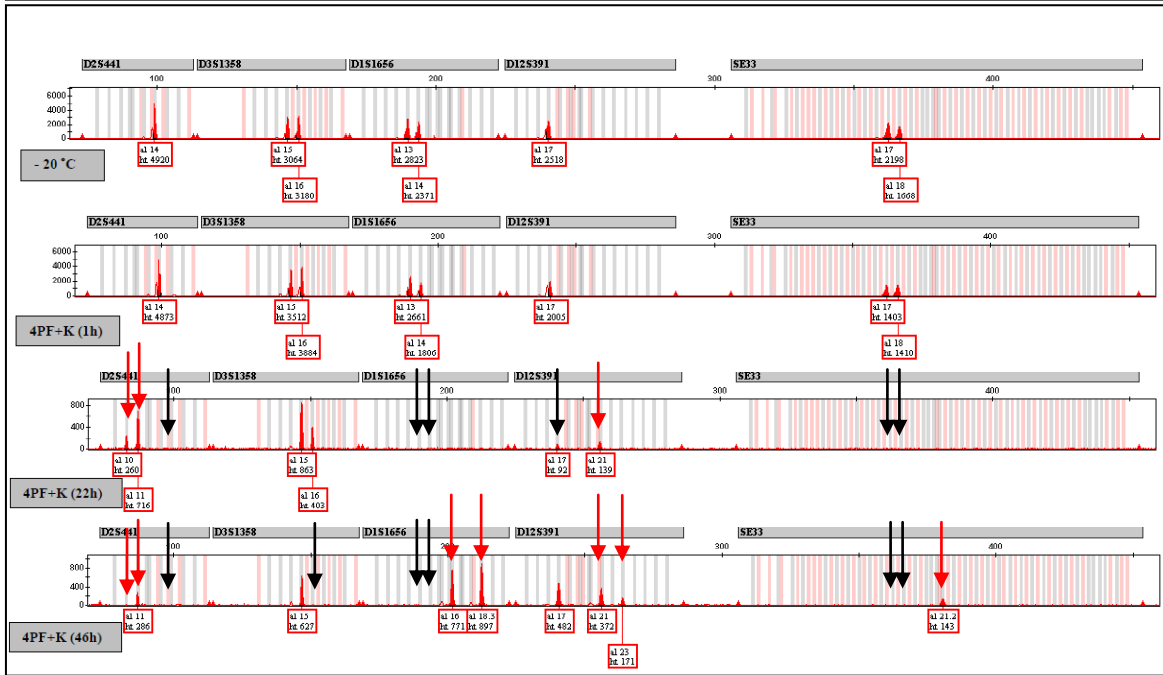 D2S441 D3S1358 D1S1656 D12S391 SE33
100 200 300 400
6000
4000
2000
0
- 20 °C
al 14
ht 4920
al 15
ht 3064
al 16
ht 3180
al 13
ht 2823
al 14
ht 2371
al 17
ht 2518
al 17
ht 2198
al 18
ht 1668
D2S441 D3S1358 D1S1656 D12S391 SE33
100 200 300 400
6000
4000
2000
0
4PF+K (1h)
al 14
ht 4873
al 15
ht 3512
al 16
ht 3884
al 13
ht 2661
al 14
ht 1806
al 17
ht 2005
al 17
ht 1403
al 18
ht 1410
D2S441 D3S1358 D1S1656 D12S391 SE33
100 200 300 400
800
400
0
4PF+K (22h)
al 10
ht 260
al 11
ht 716
al 15
ht 863
al 16
ht 403
al 17
ht 92
al 21
ht 139
D2S441 D3S1358 D1S1656 D12S391 SE33
300 400
800
400
0
4PF+K (46h)
al 11
ht 286
al 15
ht 627
al 16
ht 771
al 18.3
ht 897
al 17
ht 482
al 21
ht 372
al 23
ht 171
al 21.2
ht 143